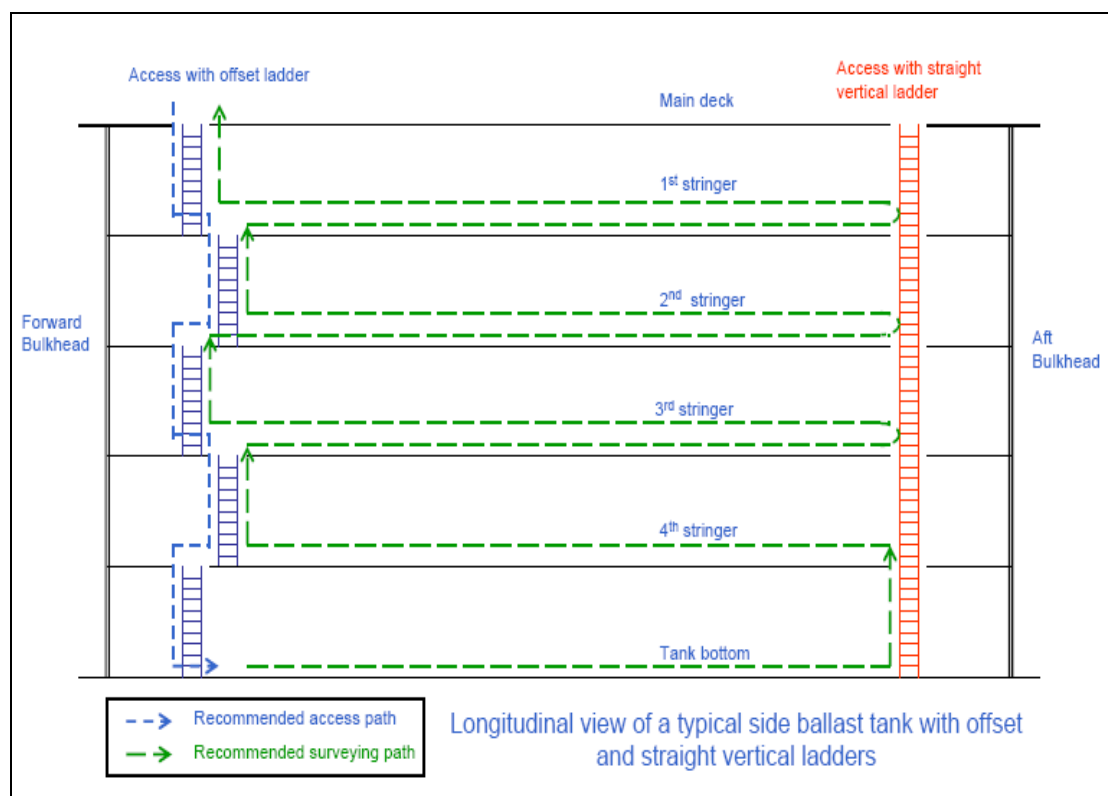 Access with offset ladder
Access with straight
vertical ladder
Main deck
1st stringer
2nd stringer
Forward
Bulkhead
Aft
Bulkhead
3rd stringer
4th stringer
Tank bottom
Recommended access path
Recommended surveying path
Longitudinal view of a typical side ballast tank with offset
and straight vertical ladders